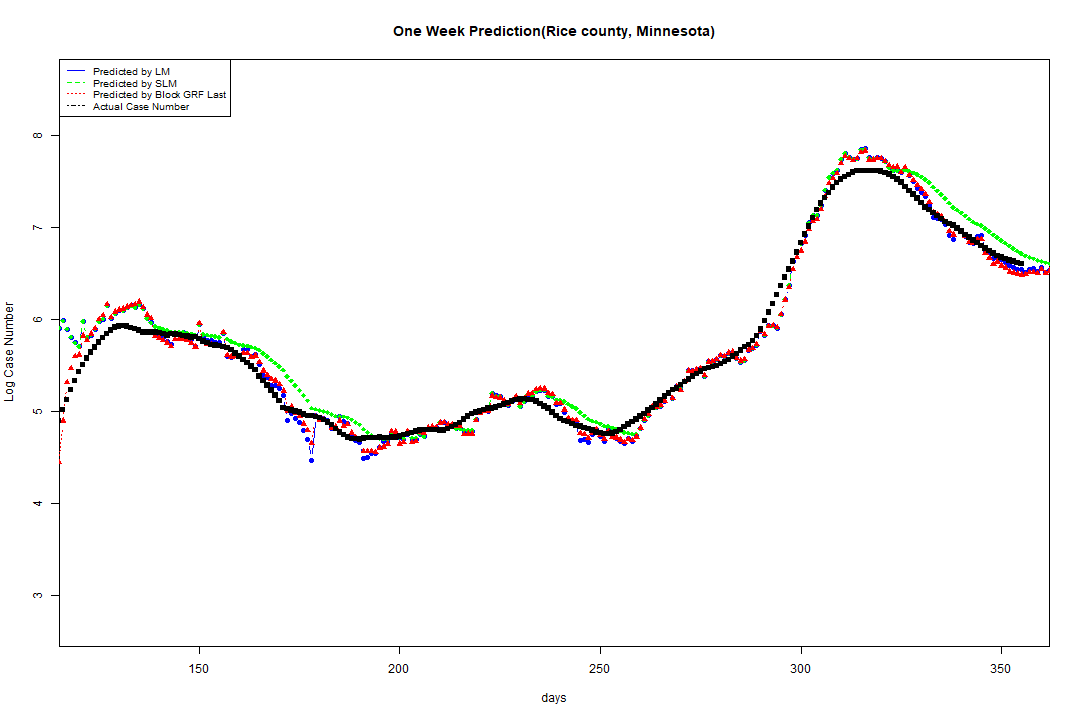 One Week Prediction(Rice county, Minnesota)
Predicted by LM
Predicted by SLM
Predicted by Block GRF Last
Actual Case Number
8
7
6
5
4
3
Log Case Number
150 200 250 300 350
days